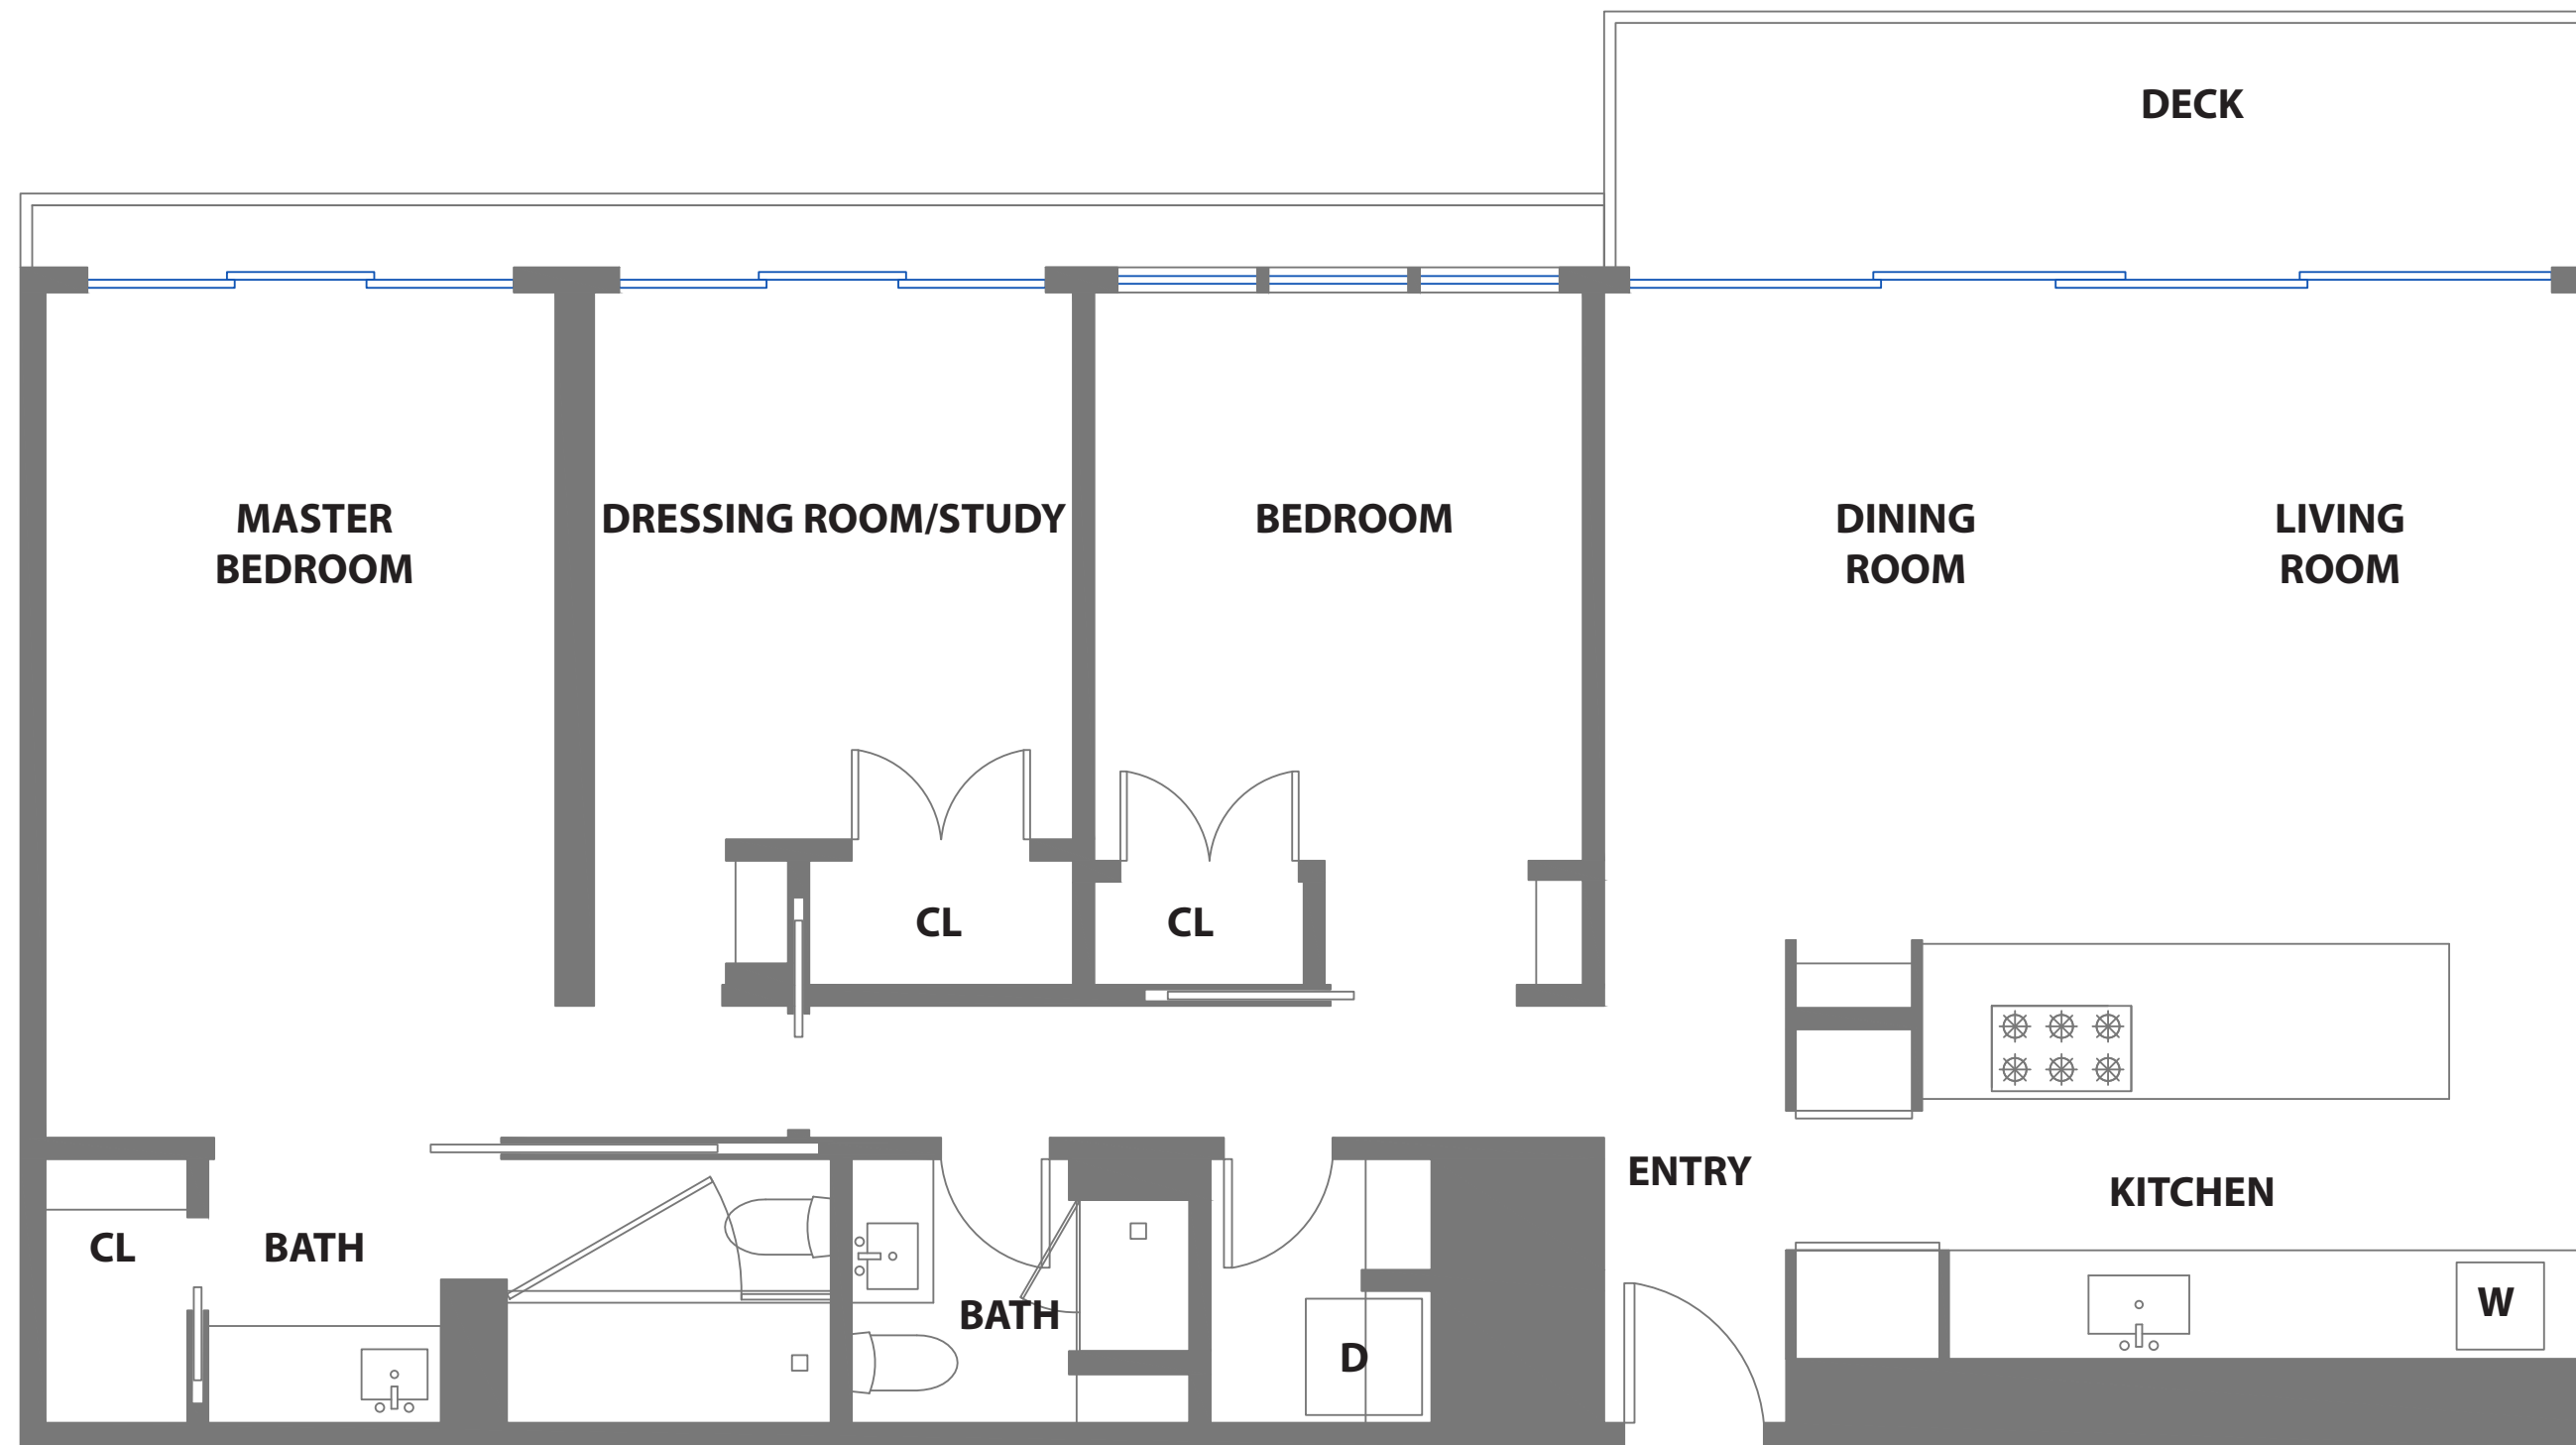 DECK
MASTER
BEDROOM
DRESSING ROOM/STUDY
BEDROOM
DINING
ROOM
LIVING
ROOM
CL
CL
ENTRY
KITCHEN
CL
BATH
BATH
D
W